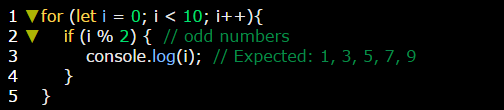 1 ▼for (let i = 0; i < 10; i++){
2 ▼  if (i % 2) {  // odd numbers
3       console.log(i);  // Expected: 1, 3, 5, 7, 9
4    }
5 }